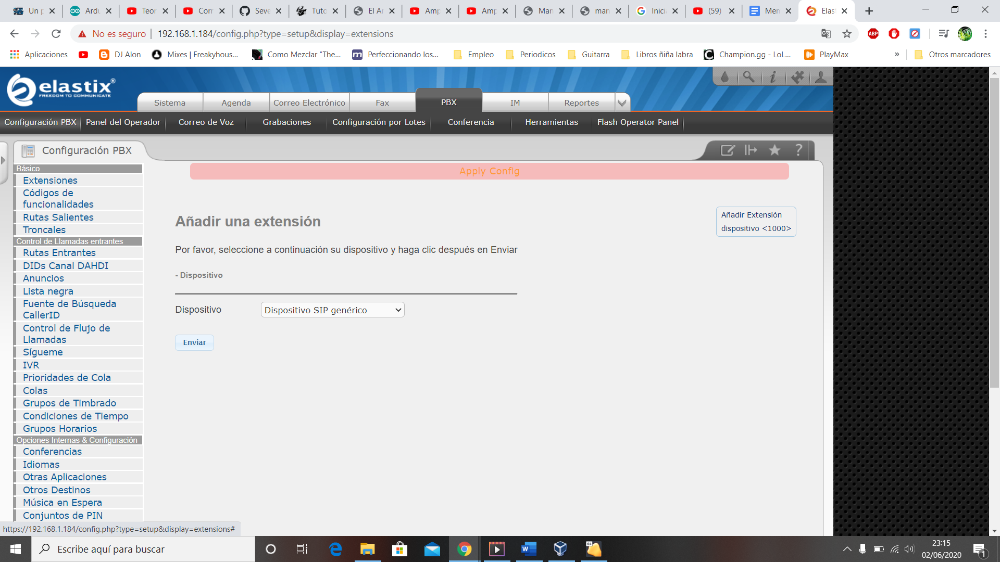 Un p
Ardu
Teor
Corr
Seve
Tuto
El Ar
Amp
Amp
Man
man
Inici
(59)
Men
Elast
No es seguro
192.168.1.184/config.php?type=setup&display=extensions
Aplicaciones
DJ Alon
Mixes | Freakyhous...
Como Mezclar "The...
Perfeccionando los...
Empleo
Periodicos
Guitarra
Libros ñiña labra
Champion.gg - LoL...
PlayMax
»
Otros marcadores
elastix®
FREEDOM TO COMMUNICATE
Sistema
Agenda
Correo Electrónico
Fax
PBX
IM
Reportes
Configuración PBX
Panel del Operador
Correo de Voz
Grabaciones
Configuración por Lotes
Conferencia
Herramientas
Flash Operator Panel
Configuración PBX
Básico
Extensiones
Códigos de
funcionalidades
Rutas Salientes
Troncales
Control de Llamadas entrantes
Rutas Entrantes
DIDs Canal DAHDI
Anuncios
Lista negra
Fuente de Búsqueda
CallerID
Control de Flujo de
Llamadas
Sígueme
IVR
Prioridades de Cola
Colas
Grupos de Timbrado
Condiciones de Tiempo
Grupos Horarios
Opciones Internas & Configuración
Conferencias
Idiomas
Otras Aplicaciones
Otros Destinos
Música en Espera
Conjuntos de PIN
Apply Config
Añadir una extensión
Por favor, seleccione a continuación su dispositivo y haga clic después en Enviar
- Dispositivo
Dispositivo
Dispositivo SIP genérico
Enviar
Añadir Extensión
dispositivo <1000>
https://192.168.1.184/config.php?type=setup&display=extensions#
Escribe aquí para buscar
23:15
02/06/2020
1